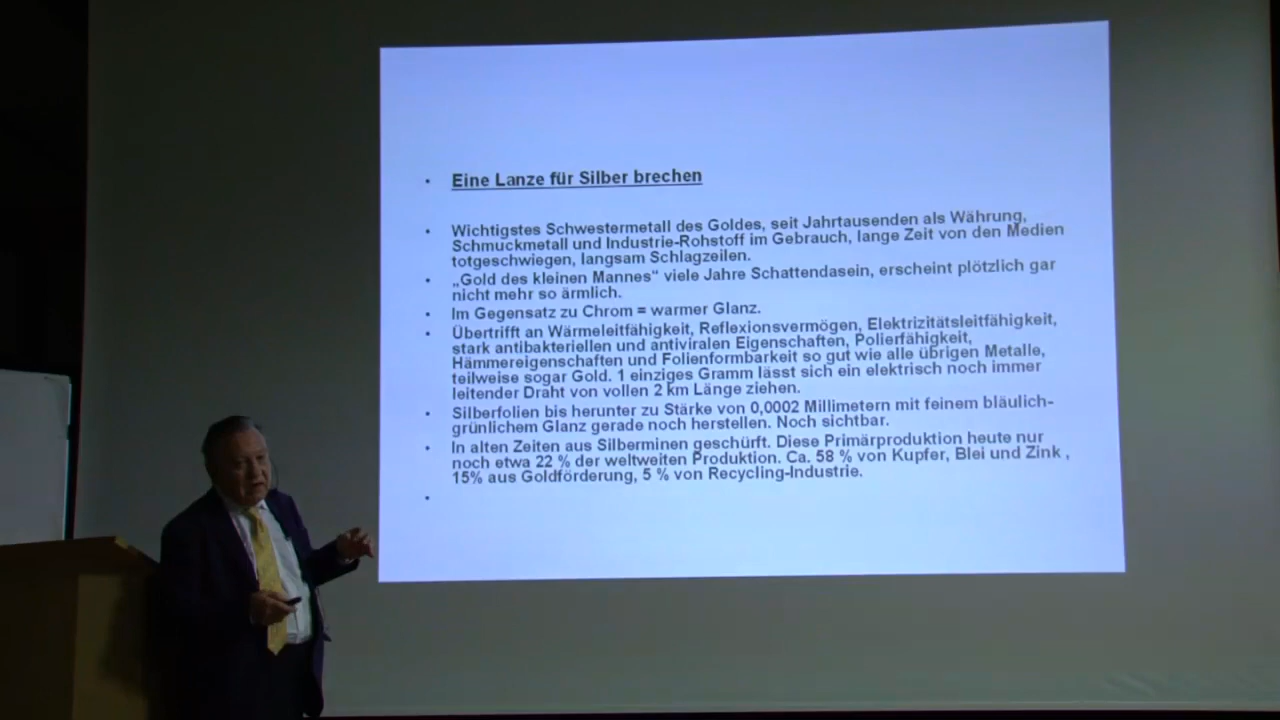 • Eine Lanze für Silber brechen
• Wichtigstes Schwestermetall des Goldes, seit Jahrtausenden als Währung,
Schmuckmetall und Industrie-Rohstoff im Gebrauch, lange Zeit von den Medien
totgeschwiegen, langsam Schlagzeilen.
• „Gold des kleinen Mannes“ viele Jahre Schattendasein, erscheint plötzlich gar
nicht mehr so ärmlich.
• Im Gegensatz zu Chrom = warmer Glanz.
• Übertrifft an Wärmeleitfähigkeit, Reflexionsvermögen, Elektrizitätsleitfähigkeit,
stark antibakteriellen und antiviralen Eigenschaften, Polierfähigkeit,
Hämmereigenschaften und Folienformbarkeit so gut wie alle übrigen Metalle,
teilweise sogar Gold. 1 einziges Gramm lässt sich ein elektrisch noch immer
leitender Draht von vollen 2 km Länge ziehen.
• Silberfolien bis herunter zu Stärke von 0,0002 Millimetern mit feinem bläulich-
grünlichem Glanz gerade noch herstellen. Noch sichtbar.
• In alten Zeiten aus Silberminen geschürft. Diese Primärproduktion heute nur
noch etwa 22 % der weltweiten Produktion. Ca. 58 % von Kupfer, Blei und Zink ,
15% aus Goldförderung, 5 % von Recycling-Industrie.
•